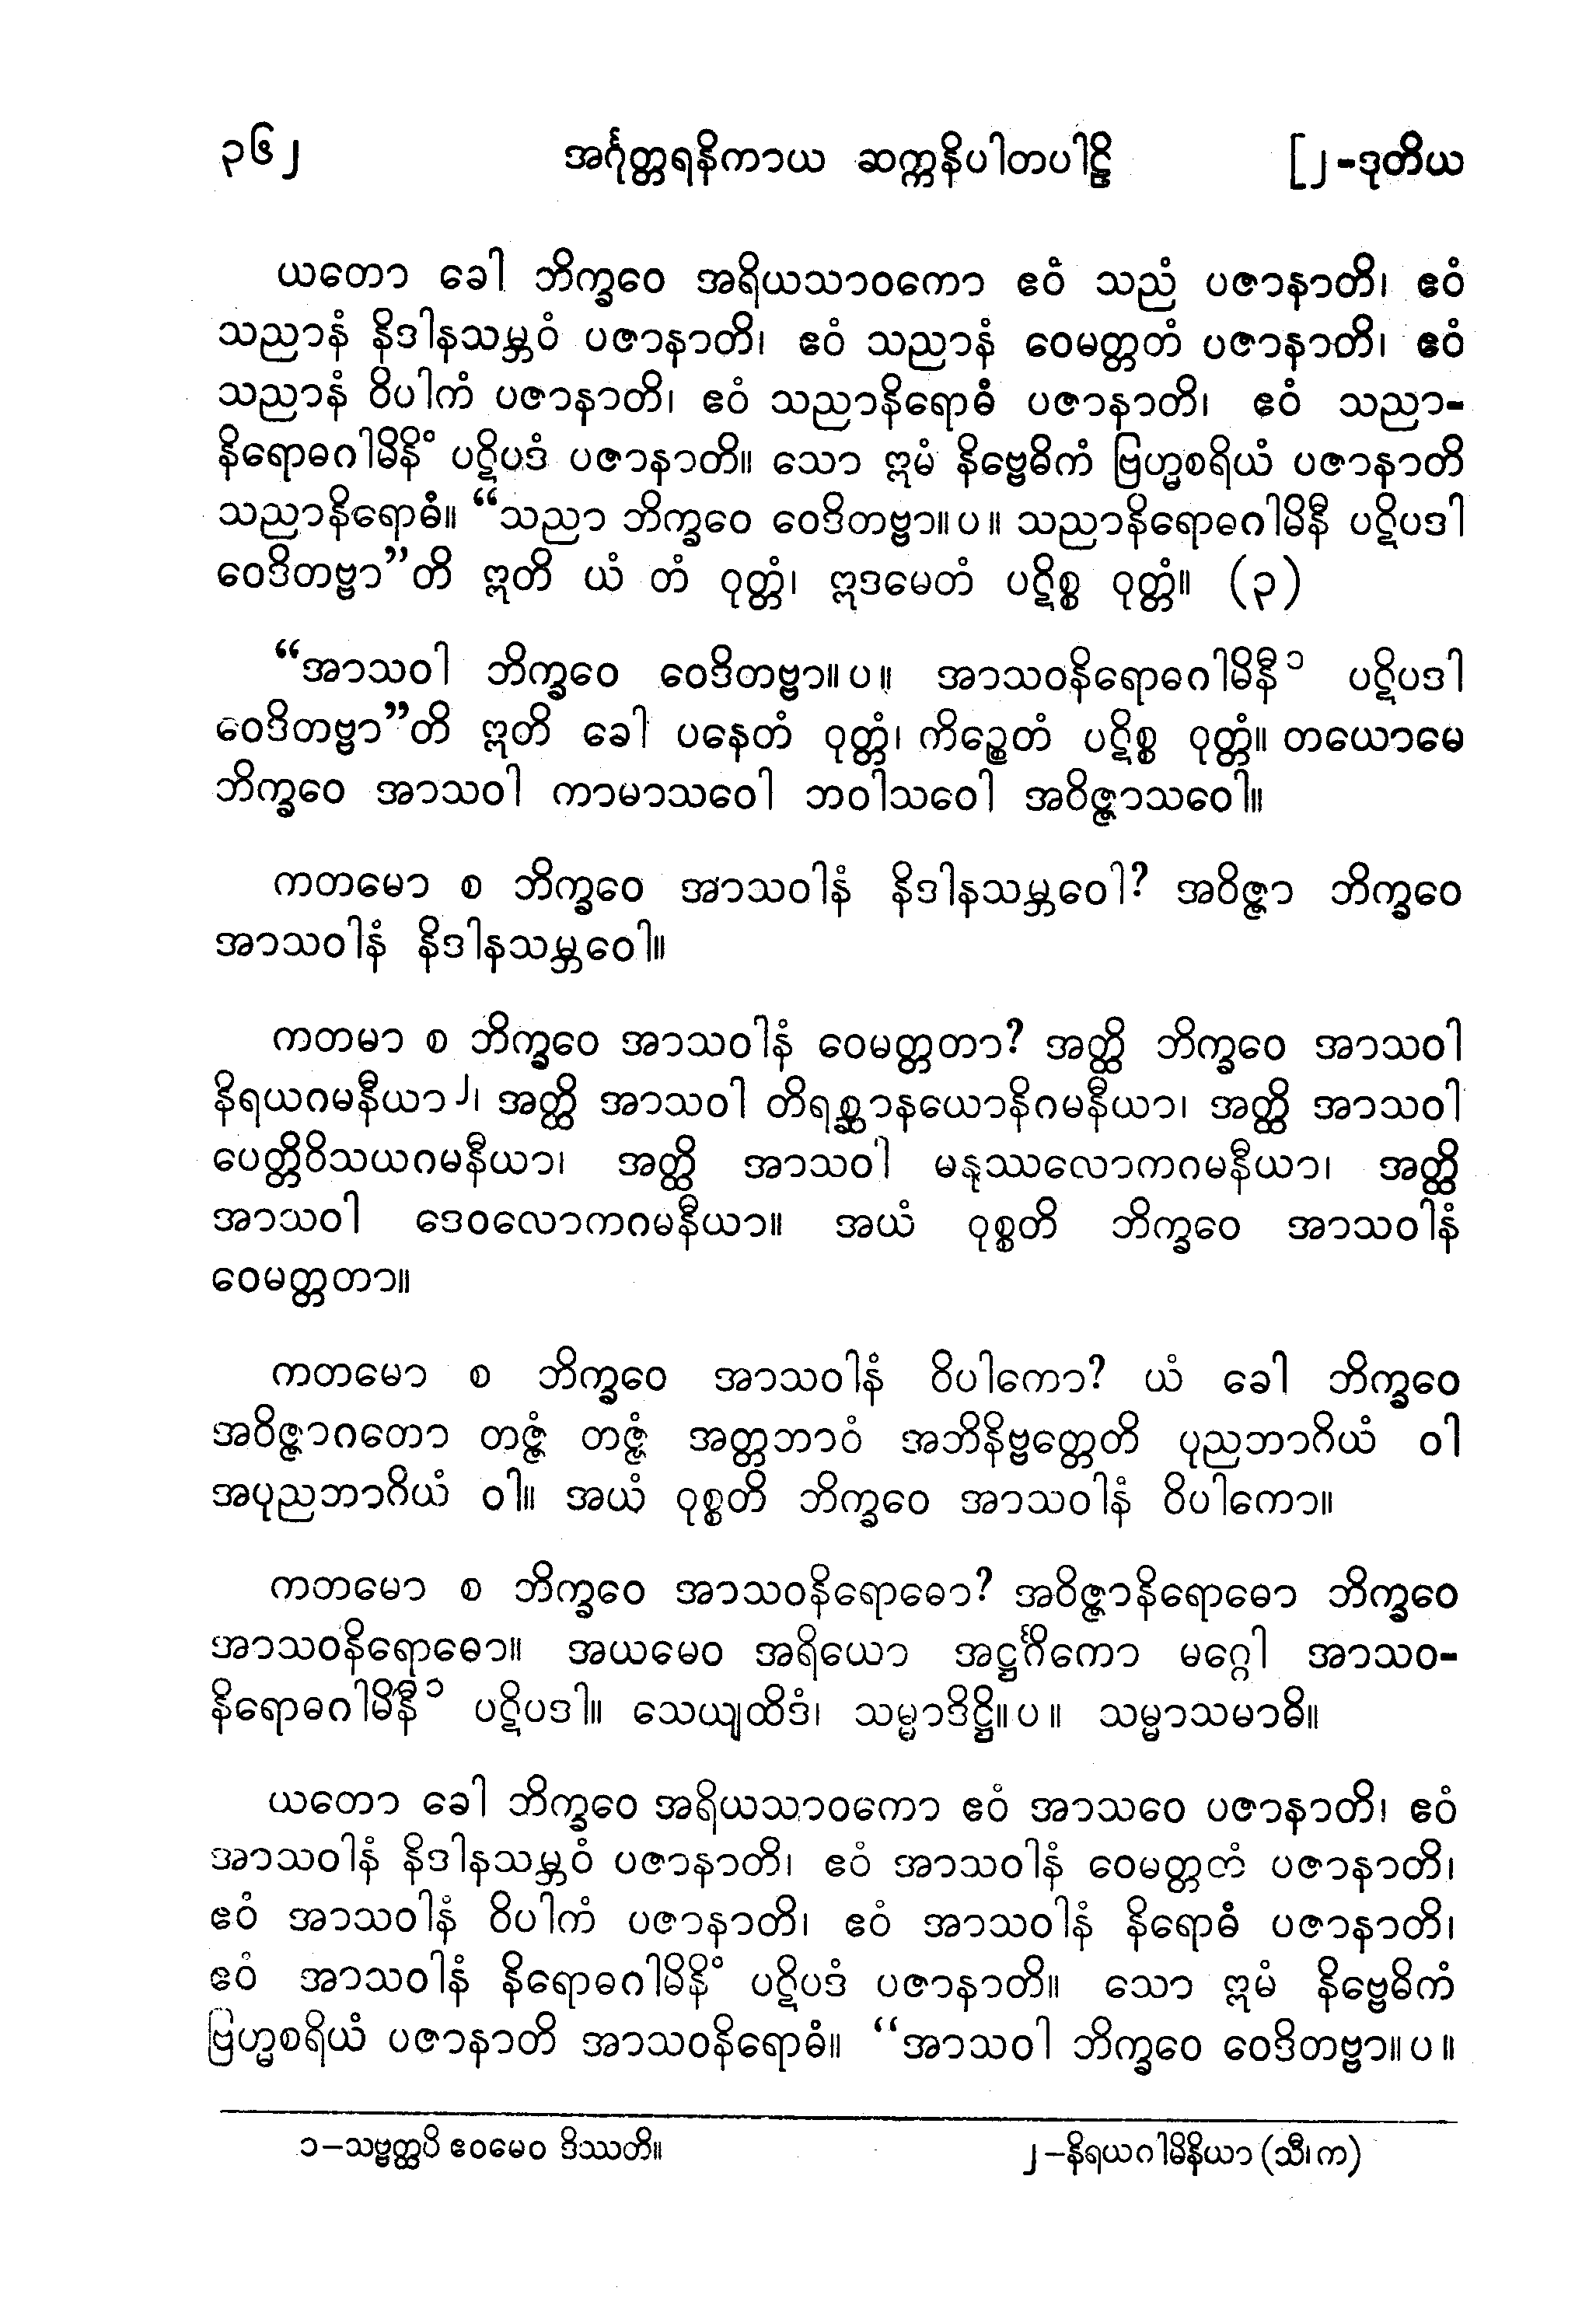 ၃၆၂ အင်္ဂုတ္တရနိကာယ ဆက္ကနိပါတပါဠိ [၂-ဒုတိယ
ယတော ခေါ ဘိက္ခဝေ အရိယသာဝကော ဧဝံ သညံ ပဇာနာတိ၊ ဧဝံ
သညာနံ နိဒါနသမ္ဘဝံ ပဇာနာတိ၊ ဧဝံ သညာနံ ဝေမတ္တတံ ပဇာနာတိ၊ ဧဝံ
သညာနံ ဝိပါကံ ပဇာနာတိ၊ ဧဝံ သညာနိရောဓံ ပဇာနာတိ၊ ဧဝံ သညာ-
နိရောဓဂါမိနိံ ပဋိပဒံ ပဇာနာတိ။ သော ဣမံ နိဗ္ဗေဓိကံ ဗြဟ္မစရိယံ ပဇာနာတိ
သညာနိရောဓံ။ “သညာ ဘိက္ခဝေ ဝေဒိတဗ္ဗာ။ပ။ သညာနိရောဓဂါမိနီ ပဋိပဒါ
ဝေဒိတဗ္ဗာ”တိ ဣတိ ယံ တံ ဝုတ္တံ၊ ဣဒမေတံ ပဋိစ္စ ဝုတ္တံ။ (၃)
“အာသဝါ ဘိက္ခဝေ ဝေဒိတဗ္ဗာ။ပ။ အာသဝနိရောဓဂါမိနီ၁ ပဋိပဒါ
ဝေဒိတဗ္ဗာ”တိ ဣတိ ခေါ ပနေတံ ဝုတ္တံ၊ ကိဉ္စေတံ ပဋိစ္စ ဝုတ္တံ။ တယောမေ
ဘိက္ခဝေ အာသဝါ ကာမာသဝေါ ဘဝါသဝေါ အဝိဇ္ဇာသဝေါ။
ကတမော စ ဘိက္ခဝေ အာသဝါနံ နိဒါနသမ္ဘဝေါ? အဝိဇ္ဇာ ဘိက္ခဝေ
အာသဝါနံ နိဒါနသမ္ဘဝေါ။
ကတမာ စ ဘိက္ခဝေ အာသဝါနံ ဝေမတ္တတာ? အတ္ထိ ဘိက္ခဝေ အာသဝါ
နိရယဂမနီယာ၂၊ အတ္ထိ အာသဝါ တိရစ္ဆာနယောနိဂမနီယာ၊ အတ္ထိ အာသဝါ
ပေတ္တိဝိသယဂမနီယာ၊ အတ္ထိ အာသဝါ မနုဿလောကဂမနီယာ၊ အတ္ထိ
အာသဝါ ဒေဝလောကဂမနီယာ။ အယံ ဝုစ္စတိ ဘိက္ခဝေ အာသဝါနံ
ဝေမတ္တတာ။
ကတမော စ ဘိက္ခဝေ အာသဝါနံ ဝိပါကော? ယံ ခေါ ဘိက္ခဝေ
အဝိဇ္ဇာဂတော တဇ္ဇံ တဇ္ဇံ အတ္တဘာဝံ အဘိနိဗ္ဗတ္တေတိ ပုညဘာဂိယံ ဝါ
အပုညဘာဂိယံ ဝါ။ အယံ ဝုစ္စတိ ဘိက္ခဝေ အာသဝါနံ ဝိပါကော။
ကတမော စ ဘိက္ခဝေ အာသဝနိရောဓော? အဝိဇ္ဇာနိရောဓော ဘိက္ခဝေ
အာသဝနိရောဓော။ အယမေဝ အရိယော အဋ္ဌင်္ဂိကော မဂ္ဂေါ အာသဝ-
နိရောဓဂါမိနီ၁ ပဋိပဒါ။ သေယျထိဒံ၊ သမ္မာဒိဋ္ဌိ။ပ။ သမ္မာသမာဓိ။
ယတော ခေါ ဘိက္ခဝေ အရိယသာဝကော ဧဝံ အာသဝေ ပဇာနာတိ၊ ဧဝံ
အာသဝါနံ နိဒါနသမ္ဘဝံ ပဇာနာတိ၊ ဧဝံ အာသဝါနံ ဝေမတ္တတံ ပဇာနာတိ၊
ဧဝံ အာသဝါနံ ဝိပါကံ ပဇာနာတိ၊ ဧဝံ အာသဝါနံ နိရောဓံ ပဇာနာတိ၊
ဧဝံ အာသဝါနံ နိရောဓဂါမိနိံ ပဋိပဒံ ပဇာနာတိ။ သော ဣမံ နိဗ္ဗေဓိကံ
ဗြဟ္မစရိယံ ပဇာနာတိ အာသဝနိရောဓံ။ “အာသဝါ ဘိက္ခဝေ ဝေဒိတဗ္ဗာ။ပ။
၁-သဗ္ဗတ္ထပိ ဧဝမေဝ ဒိဿတိ။ ၂-နိရယဂါမိနိယာ (သီ၊က)